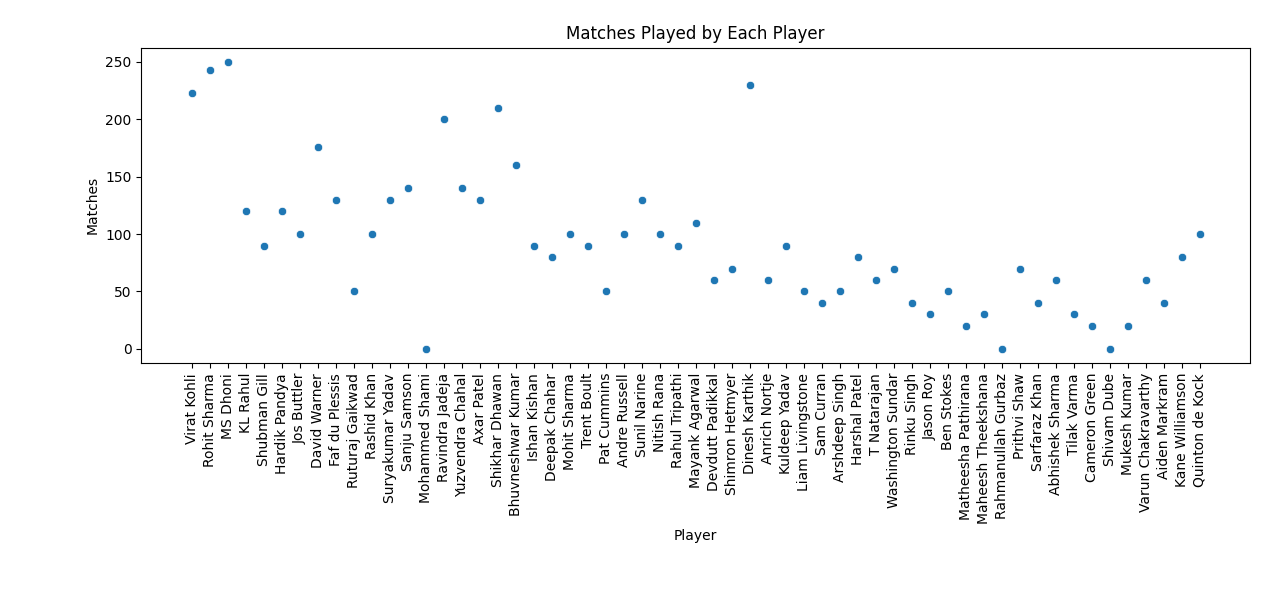 Matches Played by Each Player
Matches
250
200
150
100
50
0
Virat Kohli
Rohit Sharma
MS Dhoni
KL Rahul
Shubman Gill
Hardik Pandya
Jos Buttler
David Warner
Faf du Plessis
Ruturaj Gaikwad
Rashid Khan
Suryakumar Yadav
Sanju Samson
Mohammed Shami
Ravindra Jadeja
Yuzvendra Chahal
Axar Patel
Shikhar Dhawan
Bhuvneshwar Kumar
Ishan Kishan
Deepak Chahar
Mohit Sharma
Trent Boult
Pat Cummins
Andre Russell
Sunil Narine
Nitish Rana
Rahul Tripathi
Mayank Agarwal
Devdutt Padikkal
Shimron Hetmyer
Dinesh Karthik
Anrich Nortje
Kuldeep Yadav
Liam Livingstone
Sam Curran
Arshdeep Singh
Harshal Patel
T Natarajan
Washington Sundar
Rinku Singh
Jason Roy
Ben Stokes
Matheesha Pathirana
Maheesh Theekshana
Rahmanullah Gurbaz
Prithvi Shaw
Sarfaraz Khan
Abhishek Sharma
Tilak Varma
Cameron Green
Shivam Dube
Mukesh Kumar
Varun Chakravarthy
Aiden Markram
Kane Williamson
Quinton de Kock
Player